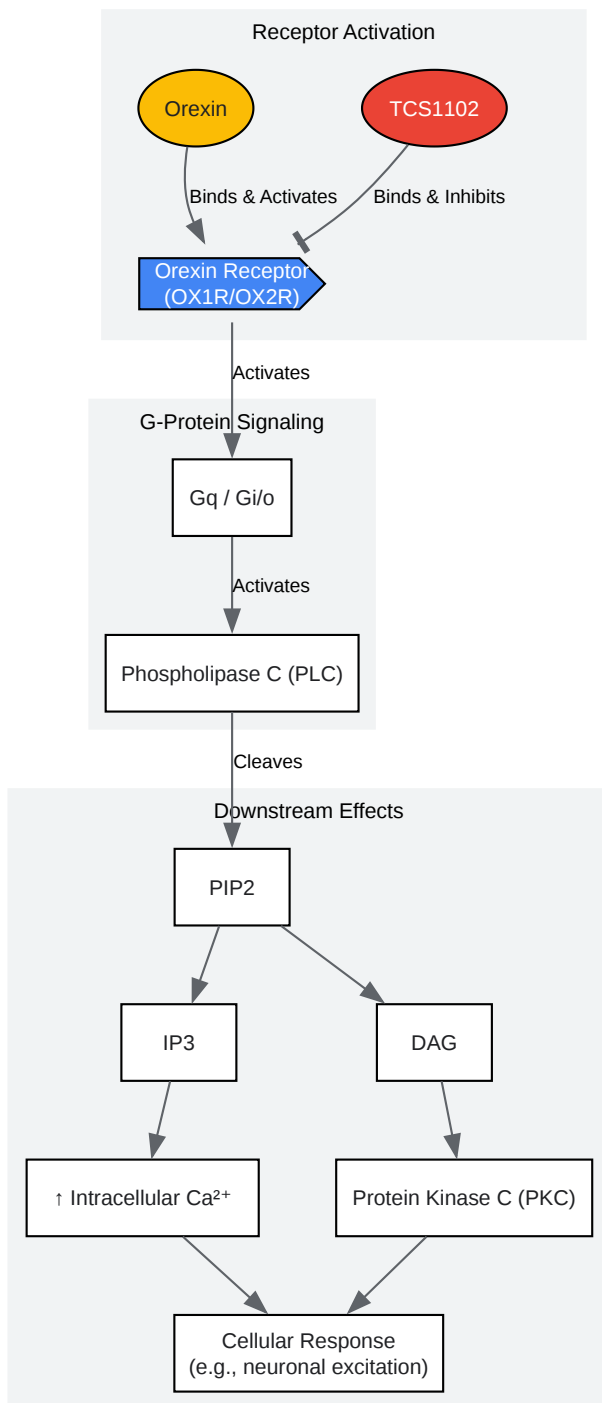 Receptor Activation
Orexin
TCS1102
Binds & Activates
Binds & Inhibits
Orexin Receptor
(OX1R/OX2R)
Activates
G-Protein Signaling
Gq / Gi/o
Activates
Phospholipase C (PLC)
Cleaves
Downstream Effects
PIP2
IP3
DAG
↑ Intracellular Ca²⁺
Protein Kinase C (PKC)
Cellular Response
(e.g., neuronal excitation)